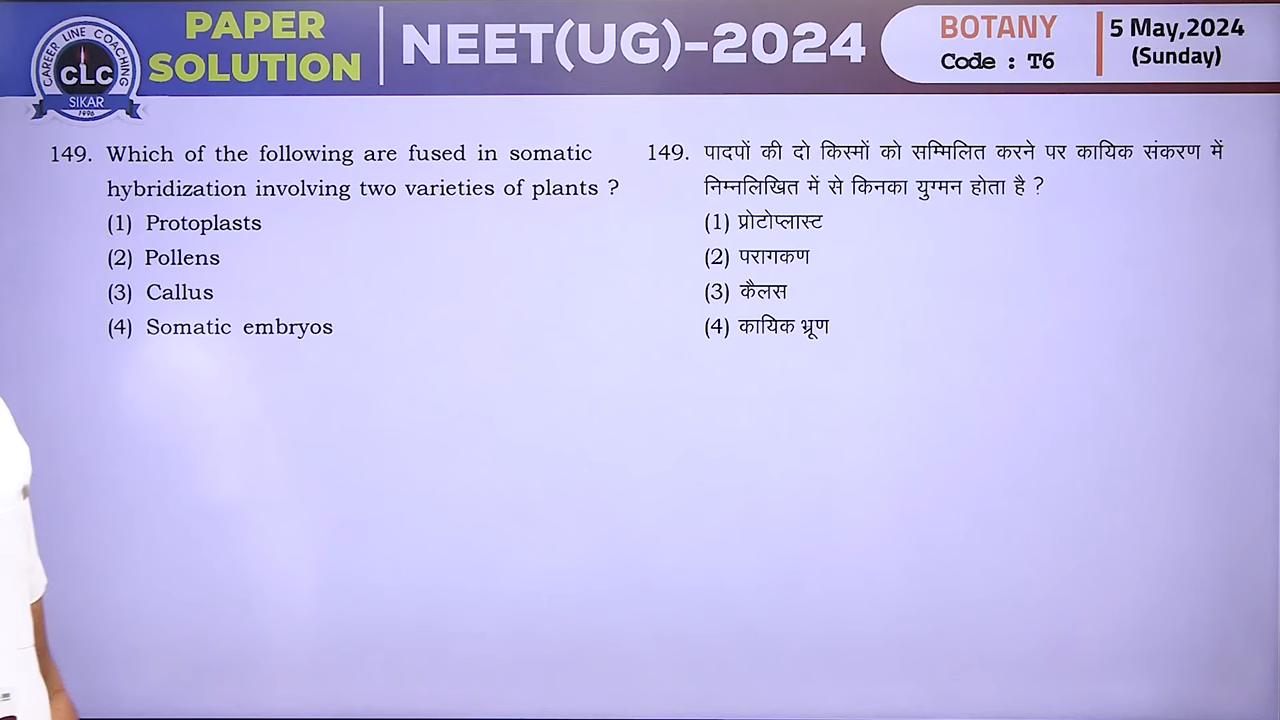 CAREER LINE COACHING
CLC
SIKAR
1996
PAPER
SOLUTION
NEET(UG)-2024
BOTANY
Code : T6
5 May,2024
(Sunday)
149. Which of the following are fused in somatic
hybridization involving two varieties of plants ?
(1) Protoplasts
(2) Pollens
(3) Callus
(4) Somatic embryos
149. पादपों की दो किस्मों को सम्मिलित करने पर कायिक संकरण में
निम्नलिखित में से किनका युग्मन होता है ?
(1) प्रोटोप्लास्ट
(2) परागकण
(3) कैलस
(4) कायिक भ्रूण